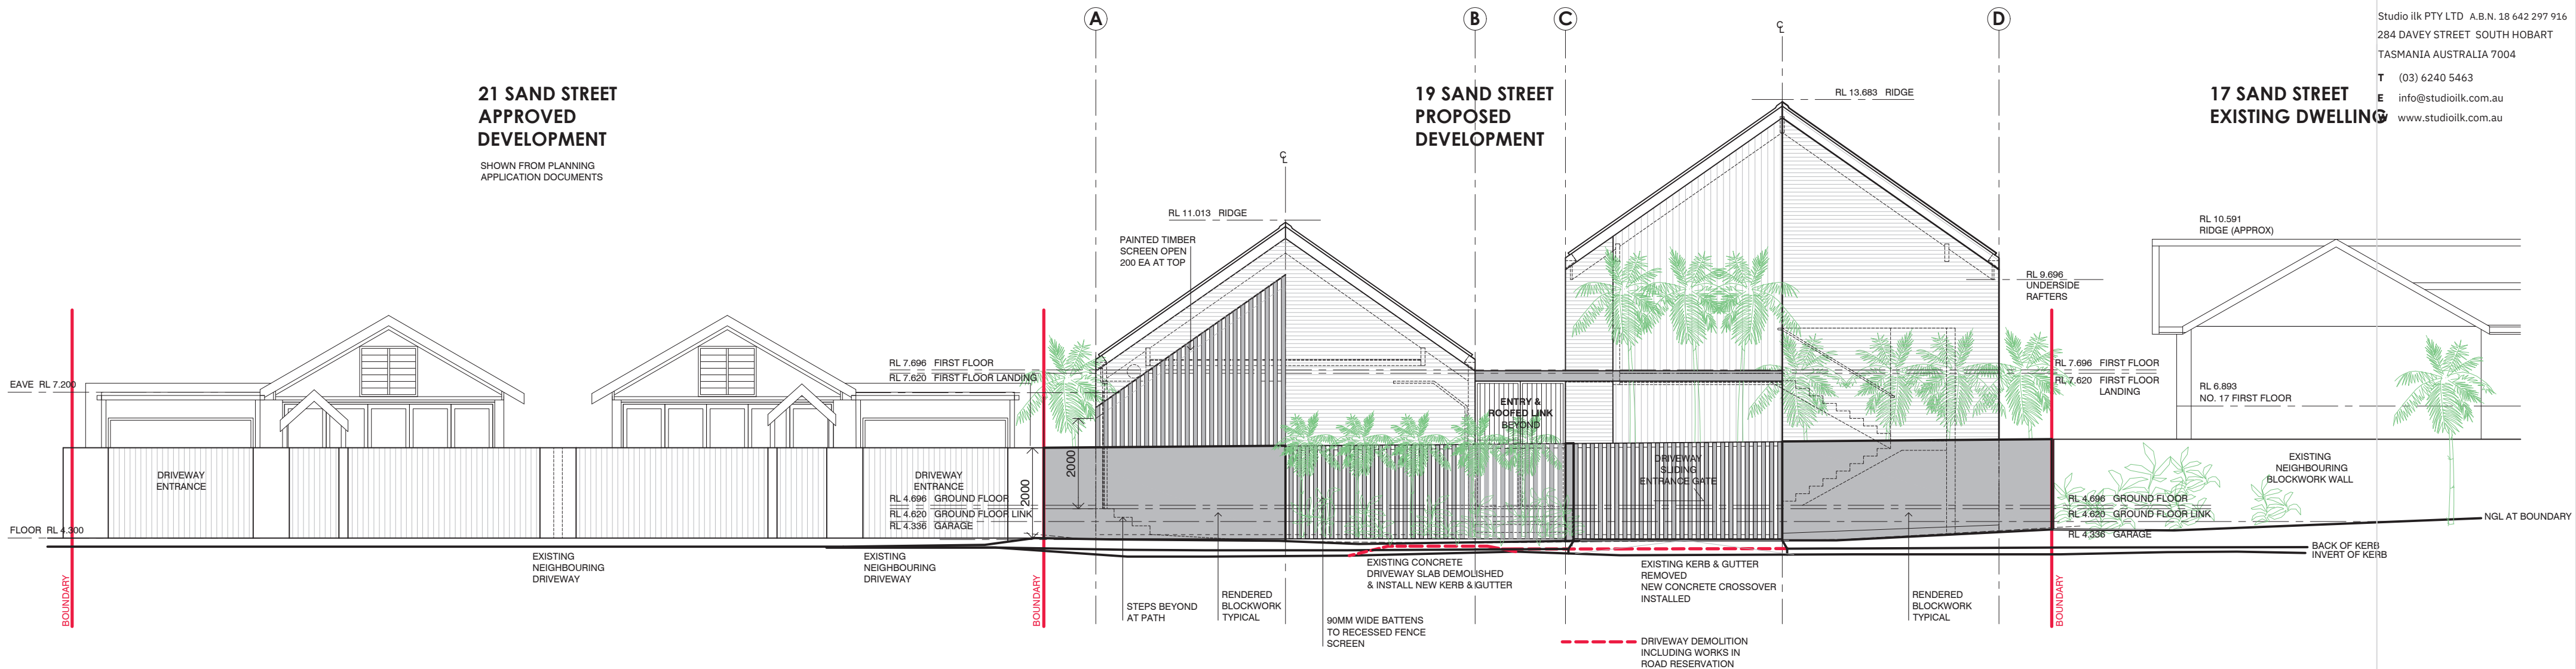 A
B
C
D
Studio ilk PTY LTD A.B.N. 18 642 297 916
284 DAVEY STREET SOUTH HOBART
TASMANIA AUSTRALIA 7004
T (03) 6240 5463
E info@studioilk.com.au
W www.studioilk.com.au
21 SAND STREET
APPROVED
DEVELOPMENT
SHOWN FROM PLANNING
APPLICATION DOCUMENTS
19 SAND STREET
PROPOSED
DEVELOPMENT
17 SAND STREET
EXISTING DWELLING
CL
CL
RL 13.683 RIDGE
RL 11.013 RIDGE
PAINTED TIMBER
SCREEN OPEN
200 EA AT TOP
RL 10.591
RIDGE (APPROX)
RL 9.696
UNDERSIDE
RAFTERS
RL 7.696 FIRST FLOOR
RL 7.620 FIRST FLOOR LANDING
EAVE RL 7.200
RL 7.696 FIRST FLOOR
RL 7.620 FIRST FLOOR
LANDING
RL 6.893
NO. 17 FIRST FLOOR
ENTRY &
ROOFED LINK
BEYOND
DRIVEWAY
ENTRANCE
DRIVEWAY
ENTRANCE
RL 4.696 GROUND FLOOR
RL 4.620 GROUND FLOOR LINK
RL 4.336 GARAGE
2000
2000
DRIVEWAY
SLIDING
ENTRANCE GATE
EXISTING
NEIGHBOURING
BLOCKWORK WALL
RL 4.696 GROUND FLOOR
RL 4.620 GROUND FLOOR LINK
RL 4.336 GARAGE
NGL AT BOUNDARY
FLOOR RL 4.300
BACK OF KERB
INVERT OF KERB
BOUNDARY
EXISTING
NEIGHBOURING
DRIVEWAY
EXISTING
NEIGHBOURING
DRIVEWAY
BOUNDARY
STEPS BEYOND
AT PATH
RENDERED
BLOCKWORK
TYPICAL
90MM WIDE BATTENS
TO RECESSED FENCE
SCREEN
EXISTING CONCRETE
DRIVEWAY SLAB DEMOLISHED
& INSTALL NEW KERB & GUTTER
EXISTING KERB & GUTTER
REMOVED
NEW CONCRETE CROSSOVER
INSTALLED
RENDERED
BLOCKWORK
TYPICAL
BOUNDARY
DRIVEWAY DEMOLITION
INCLUDING WORKS IN
ROAD RESERVATION